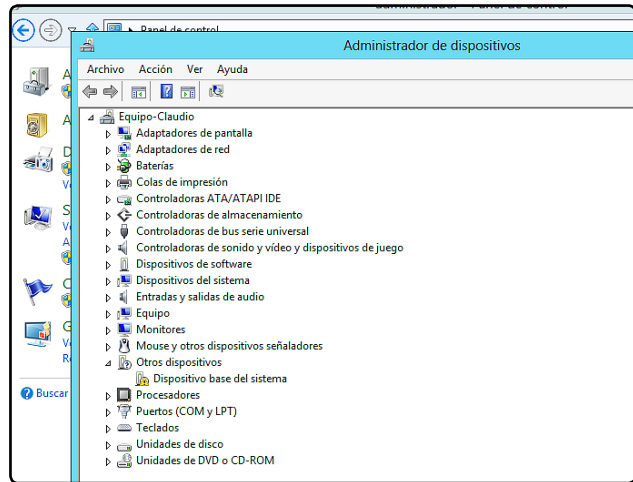 Panel de control
Administrador de dispositivos
Archivo Acción Ver Ayuda
Equipo-Claudio
Adaptadores de pantalla
Adaptadores de red
Baterías
Colas de impresión
Controladoras ATA/ATAPI IDE
Controladoras de almacenamiento
Controladoras de bus serie universal
Controladoras de sonido y vídeo y dispositivos de juego
Dispositivos de software
Dispositivos del sistema
Entradas y salidas de audio
Equipo
Monitores
Mouse y otros dispositivos señaladores
Otros dispositivos
Dispositivo base del sistema
Procesadores
Puertos (COM y LPT)
Teclados
Unidades de disco
Unidades de DVD o CD-ROM
Buscar